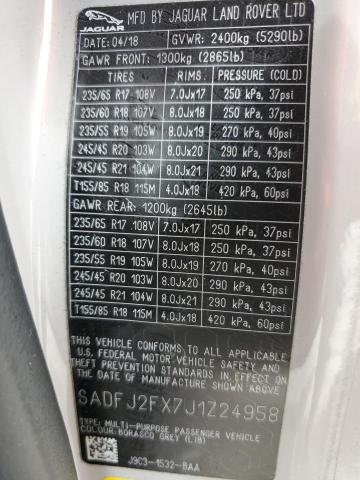 JAGUAR
MFD BY JAGUAR LAND ROVER LTD
DATE: 04/18 GVWR: 2400kg (5290lb)
GAWR FRONT: 1300kg (2865lb)
TIRES RIMS PRESSURE (COLD)
235/65 R17 108V 7.0Jx17 250 kPa, 37psi
235/60 R18 107V 8.0Jx18 250 kPa, 37psi
235/55 R19 105W 8.0Jx19 270 kPa, 40psi
245/45 R20 103W 8.0Jx20 290 kPa, 43psi
245/45 R21 104W 8.0Jx21 290 kPa, 43psi
T155/85 R18 115M 4.0Jx18 420 kPa, 60psi
GAWR REAR: 1200kg (2645lb)
235/65 R17 108V 7.0Jx17 250 kPa, 37psi
235/60 R18 107V 8.0Jx18 250 kPa, 37psi
235/55 R19 105W 8.0Jx19 270 kPa, 40psi
245/45 R20 103W 8.0Jx20 290 kPa, 43psi
245/45 R21 104W 8.0Jx21 290 kPa, 43psi
T155/85 R18 115M 4.0Jx18 420 kPa, 60psi
THIS VEHICLE CONFORMS TO ALL APPLICABLE
U.S. FEDERAL MOTOR VEHICLE SAFETY AND
THEFT PREVENTION STANDARDS IN EFFECT ON THE
DATE OF MANUFACTURE SHOWN ABOVE.
SADFJ2FX7J1Z24958
TYPE: MULTI-PURPOSE PASSENGER VEHICLE
COLOUR: BORASCO GREY (LJB)
J9C3-1532-BAA